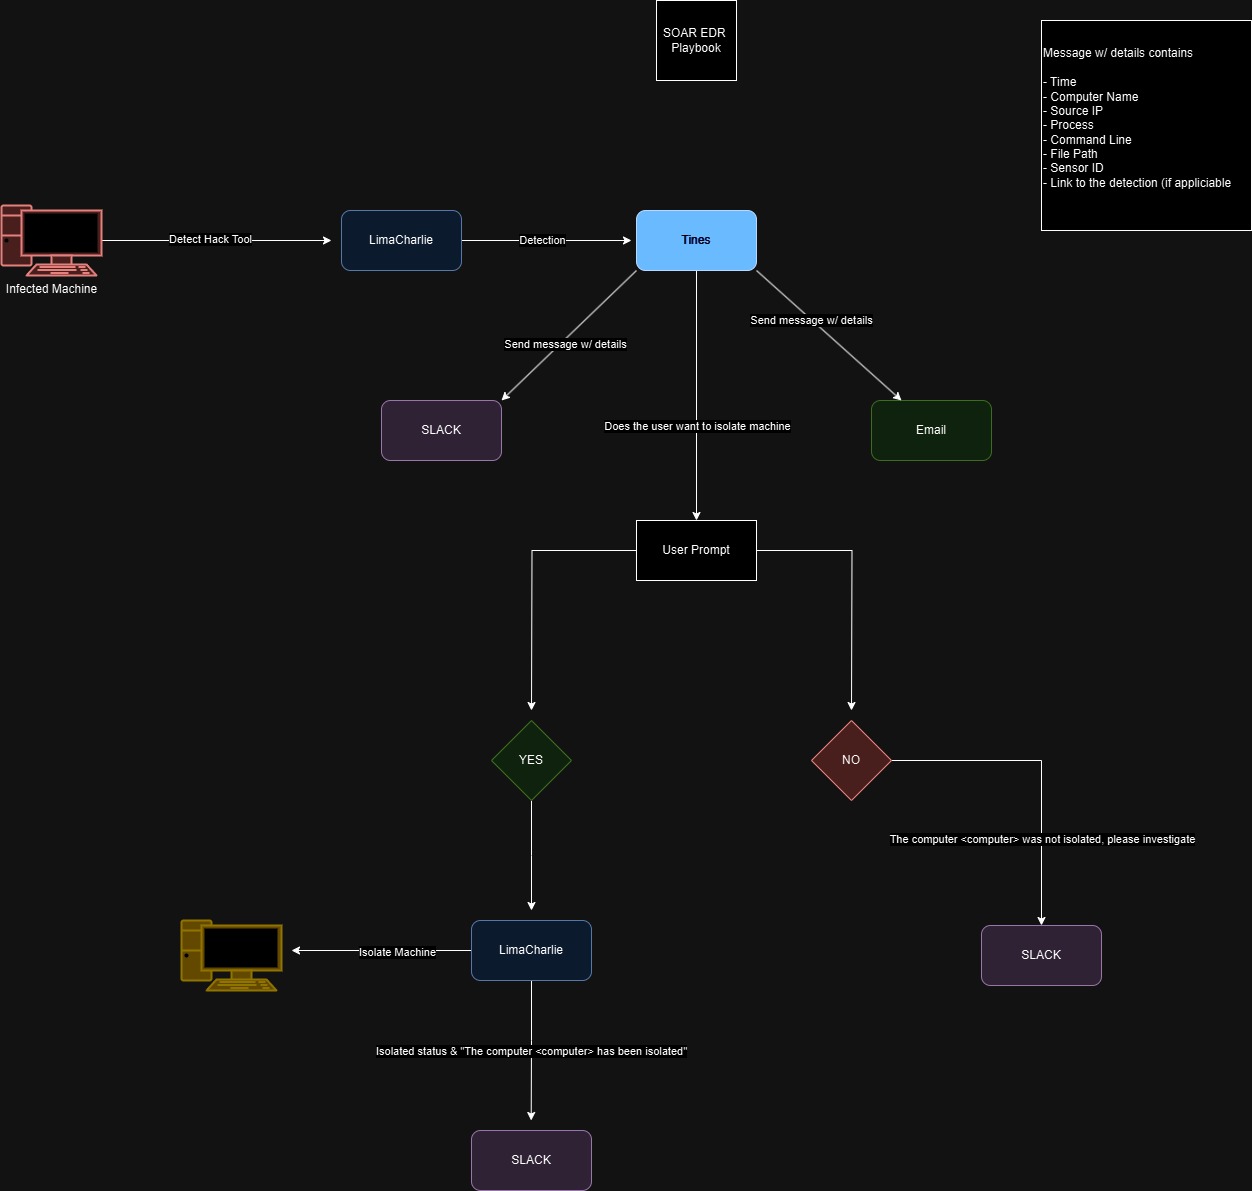 SOAR EDR
Playbook
Message w/ details contains
- Time
- Computer Name
- Source IP
- Process
- Command Line
- File Path
- Sensor ID
- Link to the detection (if appliciable
Infected Machine
Detect Hack Tool
LimaCharlie
Detection
Tines
Send message w/ details
Send message w/ details
SLACK
Does the user want to isolate machine
Email
User Prompt
YES
NO
The computer <computer> was not isolated, please investigate
Isolate Machine
LimaCharlie
SLACK
Isolated status & "The computer <computer> has been isolated"
SLACK